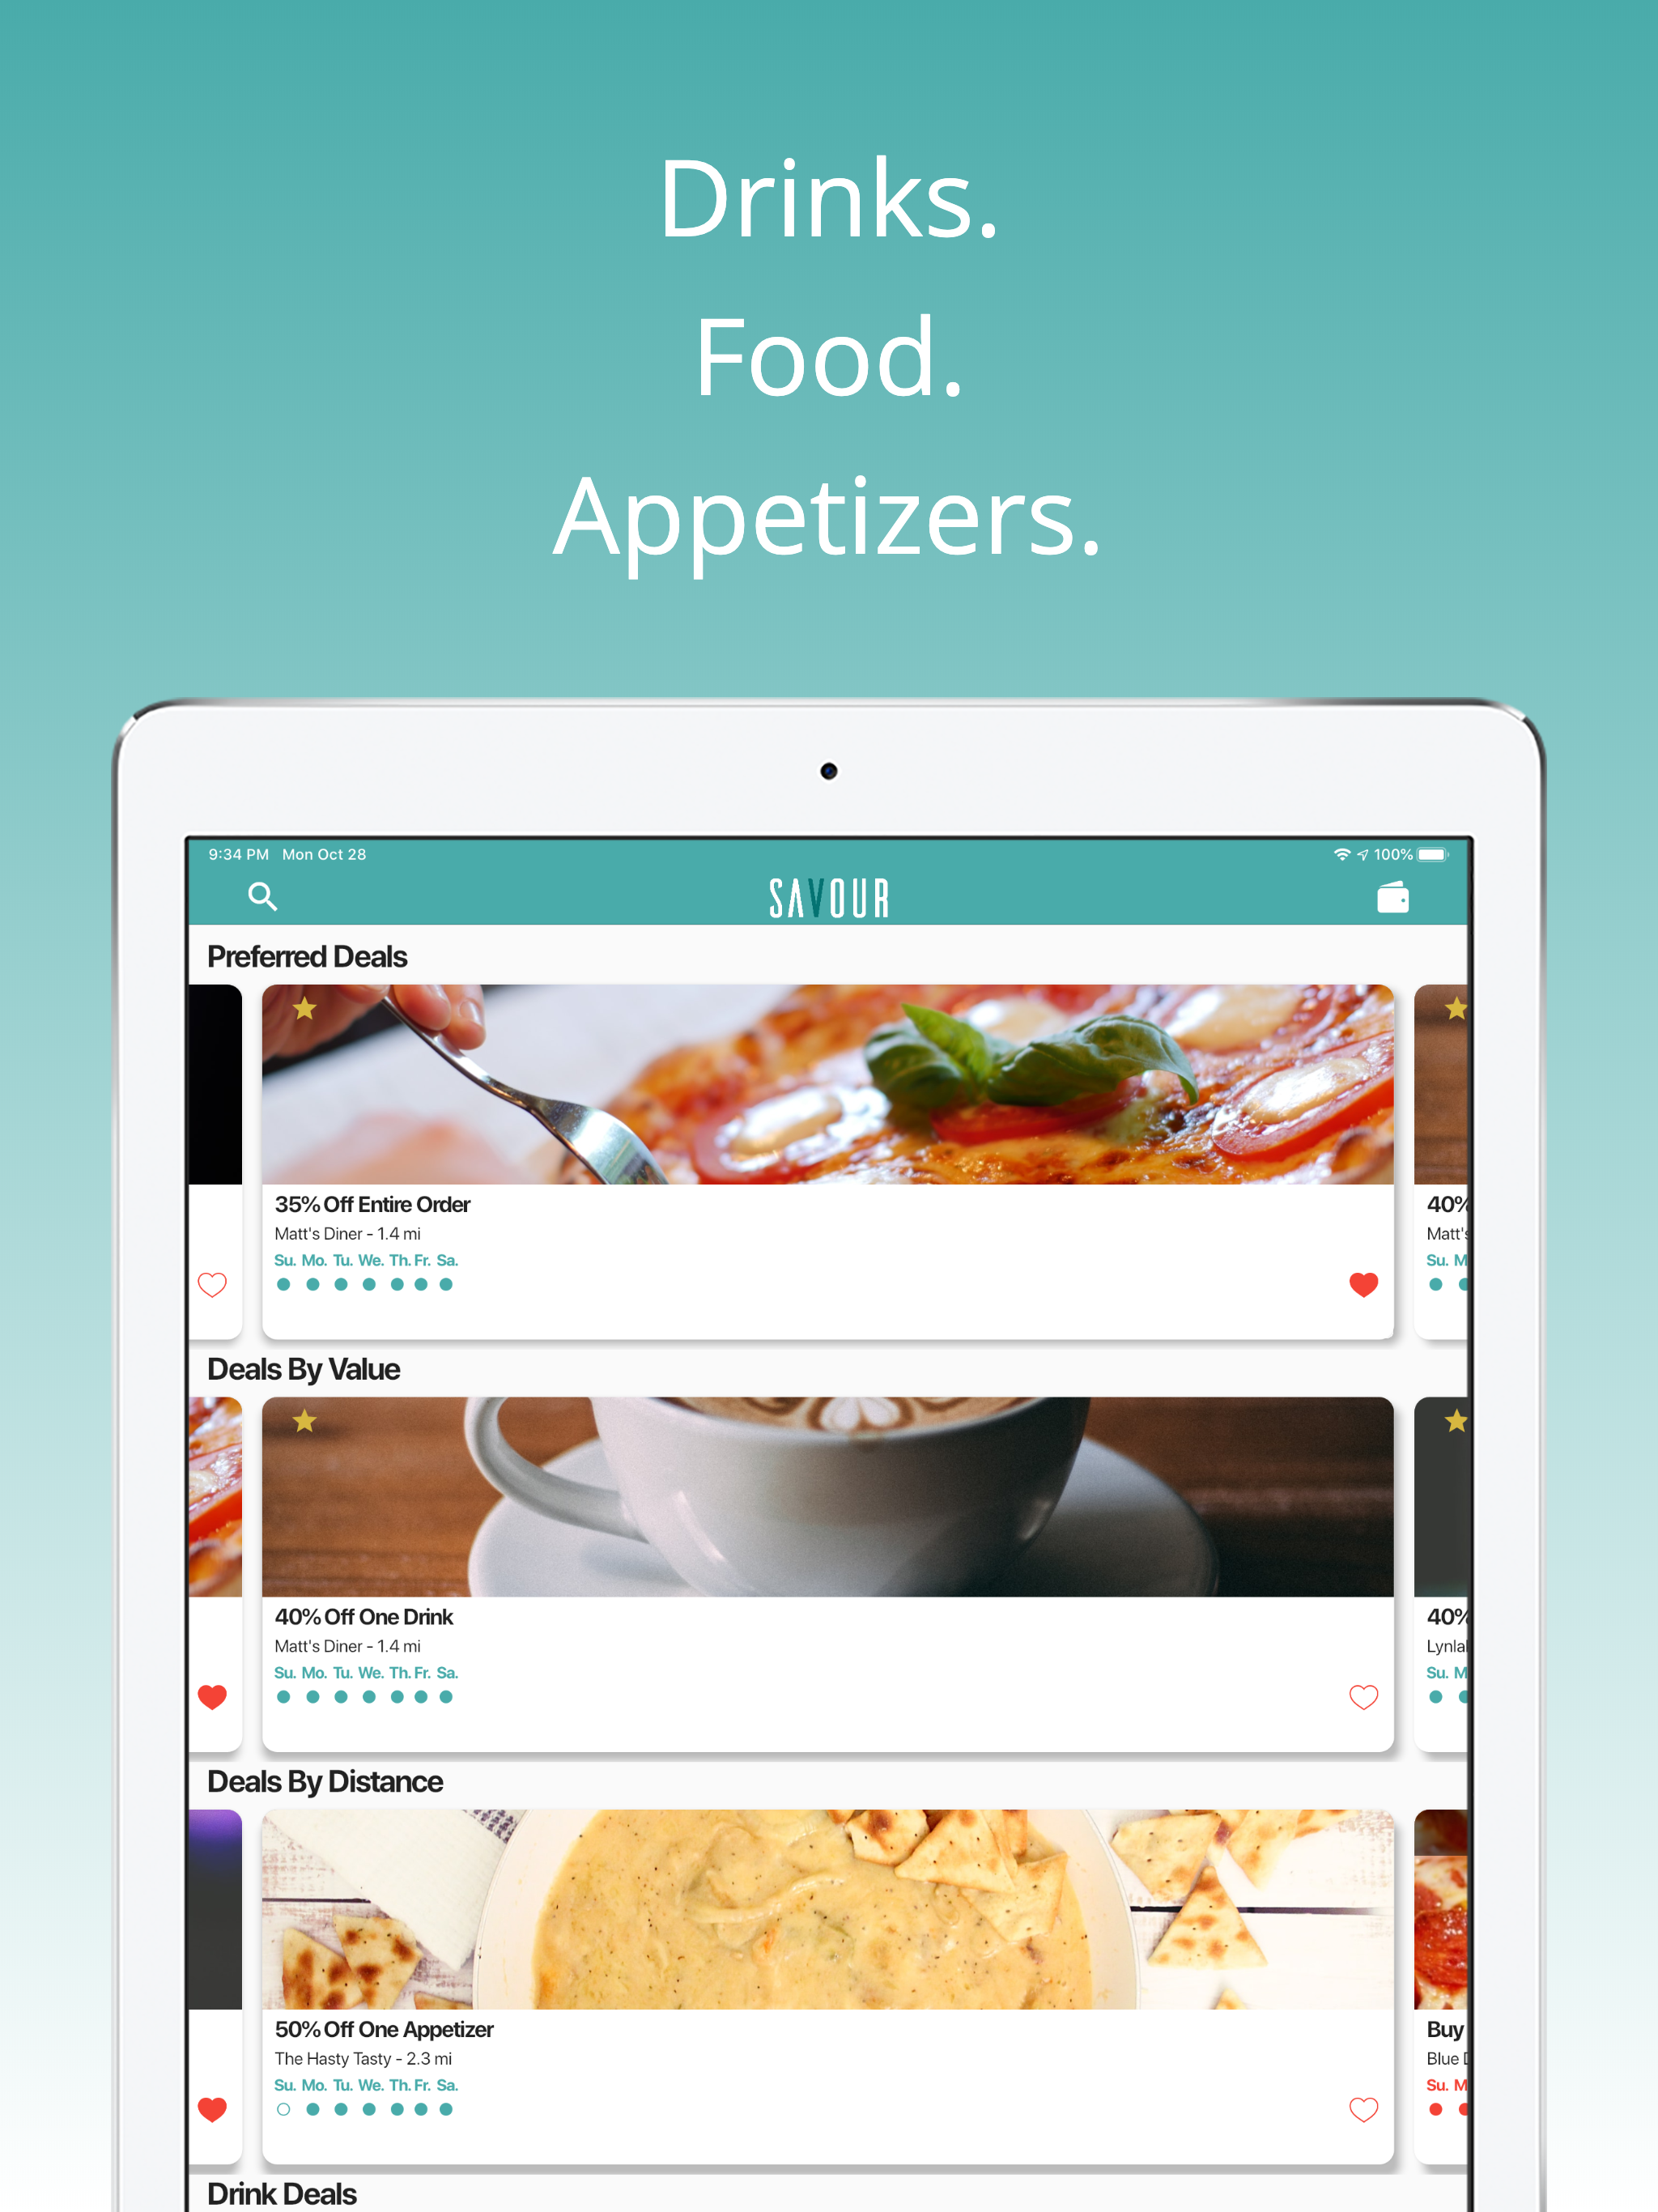 Drinks.
Food.
Appetizers.
9:34 PM Mon Oct 28
100%
SAVOUR
Preferred Deals
35% Off Entire Order
Matt's Diner - 1.4 mi
Su. Mo. Tu. We. Th. Fr. Sa.
40%
Matt's
Su. M
Deals By Value
40% Off One Drink
Matt's Diner - 1.4 mi
Su. Mo. Tu. We. Th. Fr. Sa.
40%
Lynla
Su. M
Deals By Distance
50% Off One Appetizer
The Hasty Tasty - 2.3 mi
Su. Mo. Tu. We. Th. Fr. Sa.
Buy
Blue
Su. M
Drink Deals